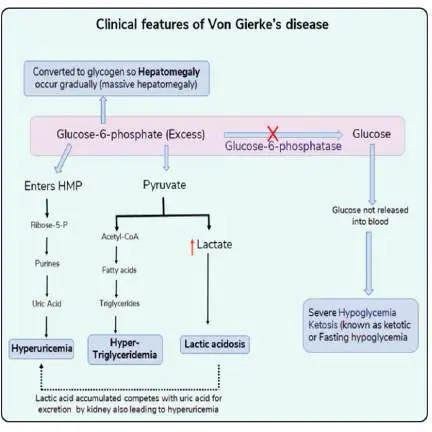 Clinical features of Von Gierke's disease
Converted to glycogen so Hepatomegaly
occur gradually (massive hepatomegaly)
Glucose-6-phosphate (Excess)
Glucose
Glucose-6-phosphatase
Enters HMP
Pyruvate
Glucose not released
into blood
Ribose-5-P
Acetyl-CoA
Lactate
Purines
Fatty acids
Uric Acid
Triglycerides
Severe Hypoglycemia
Ketosis (known as ketotic
or Fasting hypoglycemia
Hyperuricemia
Hyper-
Triglyceridemia
Lactic acidosis
Lactic acid accumulated competes with uric acid for
excretion by kidney also leading to hyperuricemia